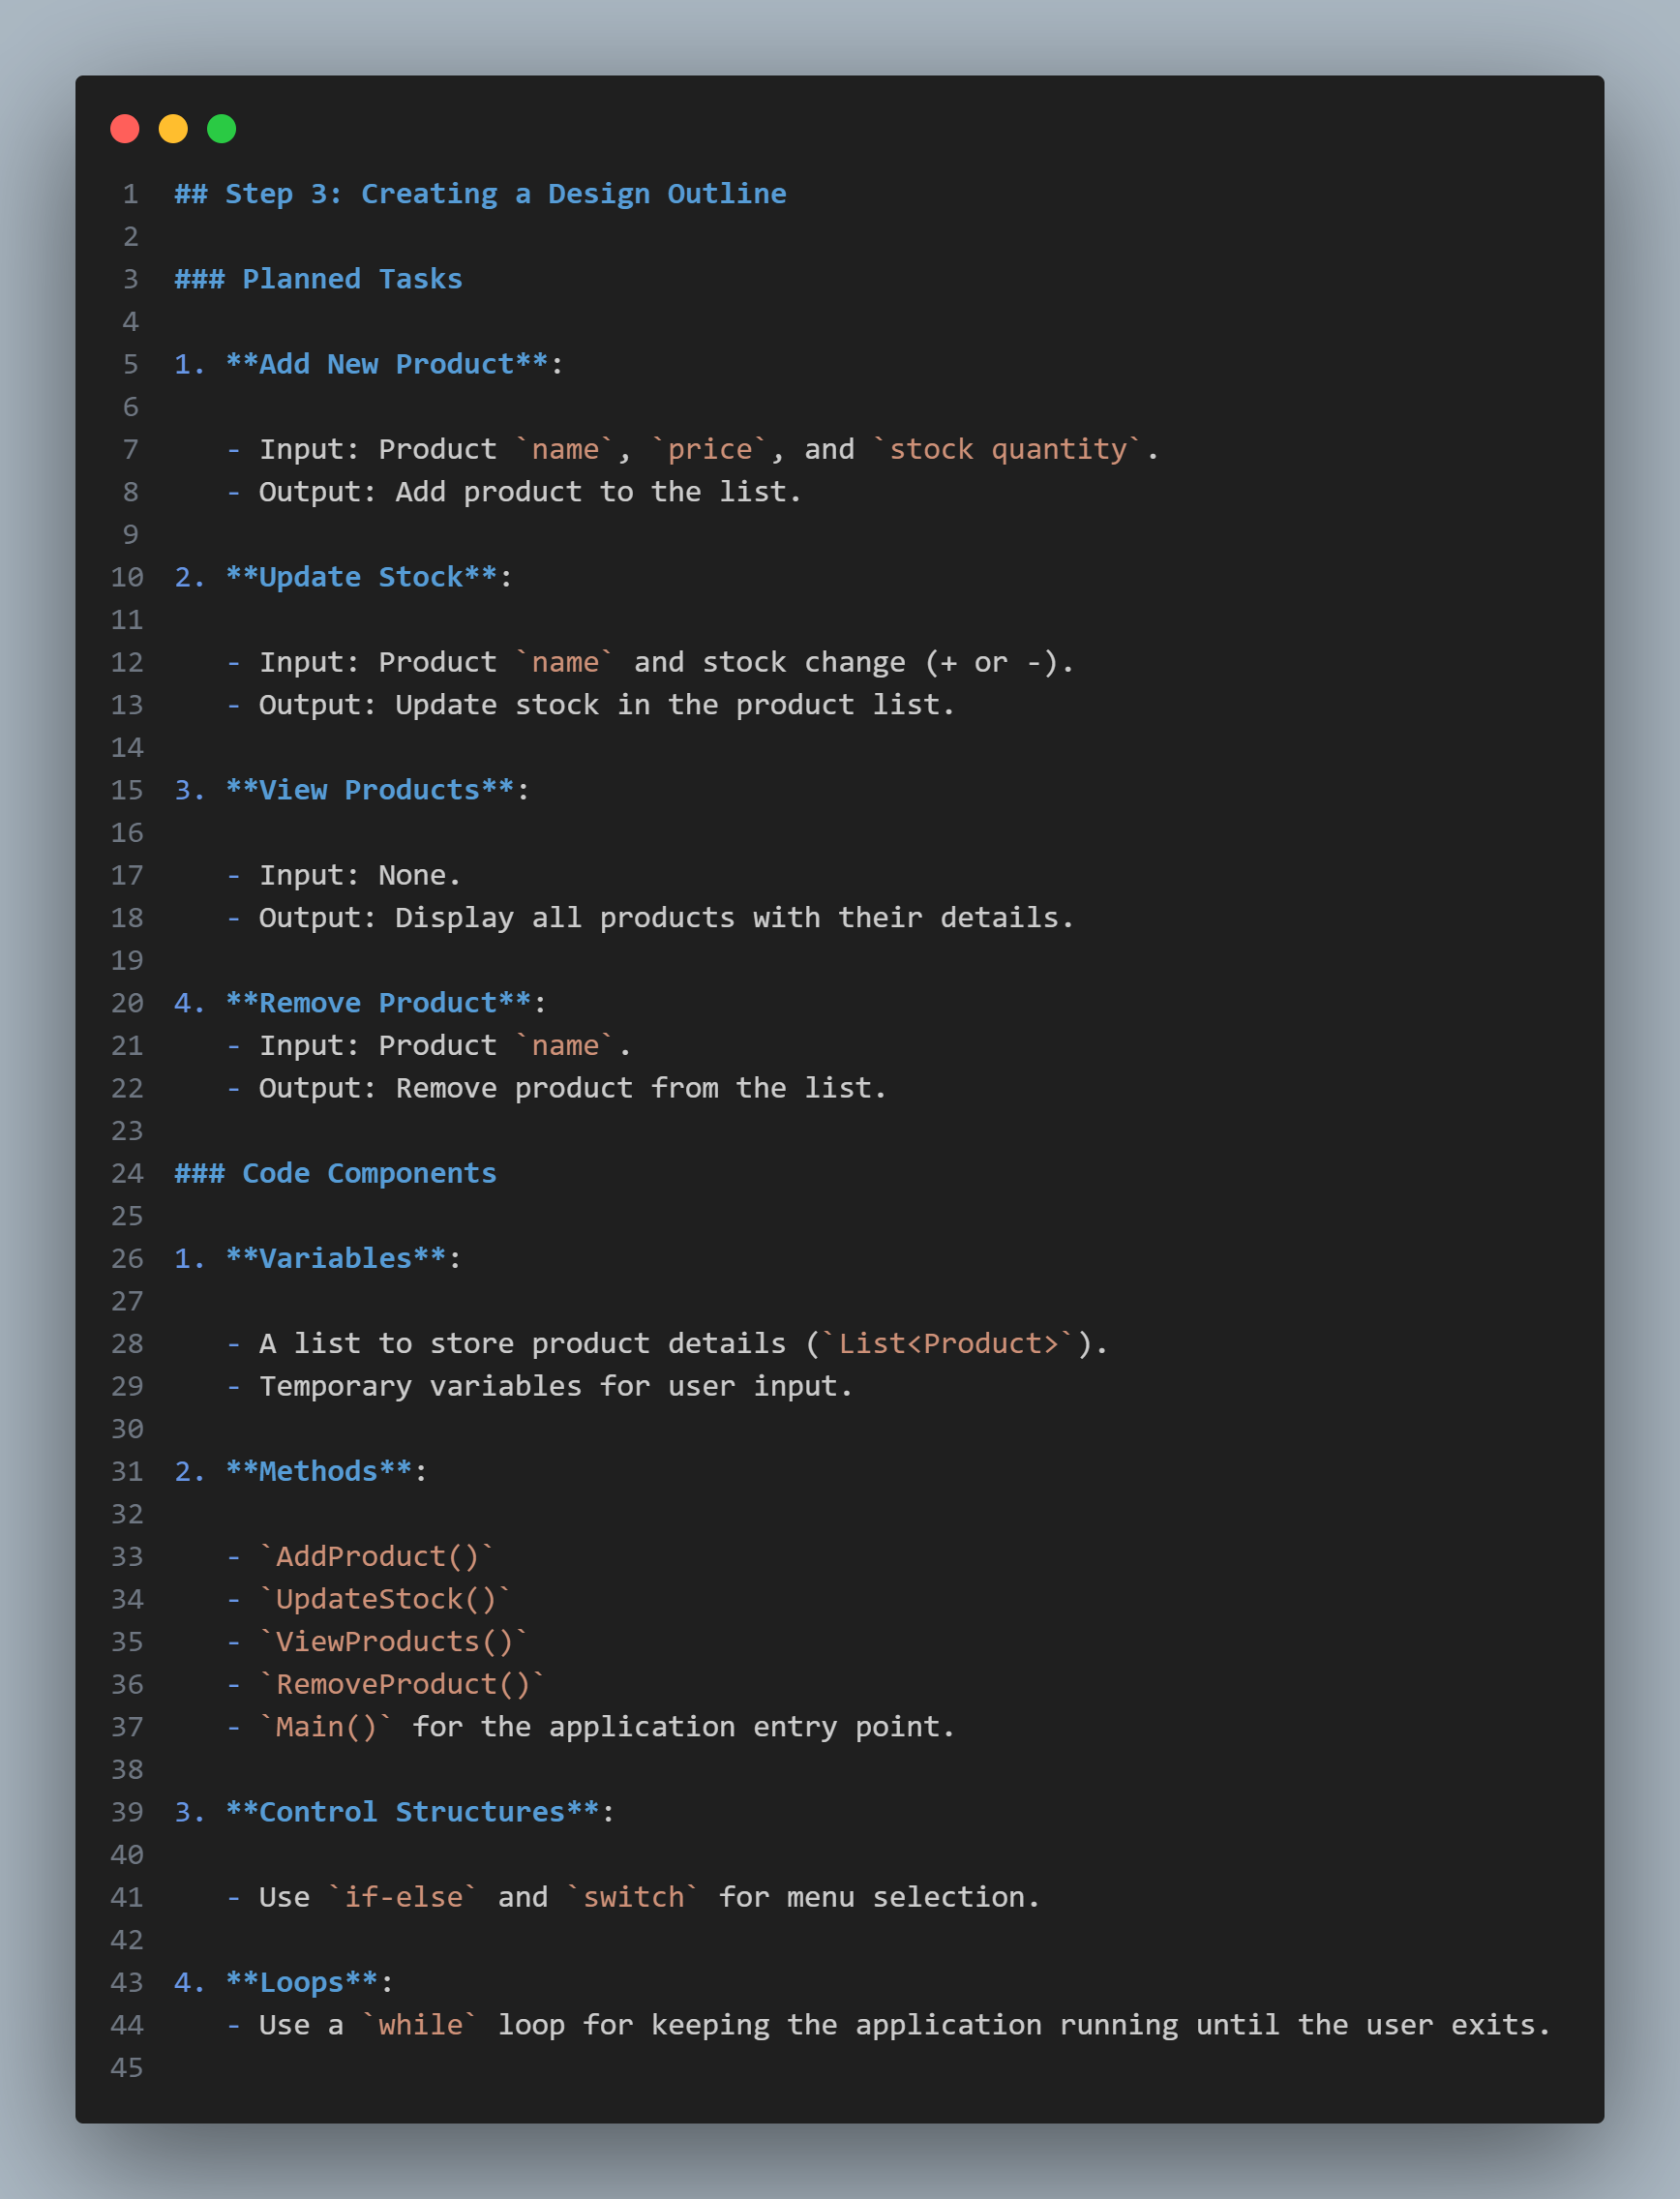 1 ## Step 3: Creating a Design Outline
2
3 ### Planned Tasks
4
5 1. **Add New Product**:
6
7    - Input: Product `name`, `price`, and `stock quantity`.
8    - Output: Add product to the list.
9
10 2. **Update Stock**:
11
12    - Input: Product `name` and stock change (+ or -).
13    - Output: Update stock in the product list.
14
15 3. **View Products**:
16
17    - Input: None.
18    - Output: Display all products with their details.
19
20 4. **Remove Product**:
21    - Input: Product `name`.
22    - Output: Remove product from the list.
23
24 ### Code Components
25
26 1. **Variables**:
27
28    - A list to store product details (`List<Product>`).
29    - Temporary variables for user input.
30
31 2. **Methods**:
32
33    - `AddProduct()`
34    - `UpdateStock()`
35    - `ViewProducts()`
36    - `RemoveProduct()`
37    - `Main()` for the application entry point.
38
39 3. **Control Structures**:
40
41    - Use `if-else` and `switch` for menu selection.
42
43 4. **Loops**:
44    - Use a `while` loop for keeping the application running until the user exits.
45